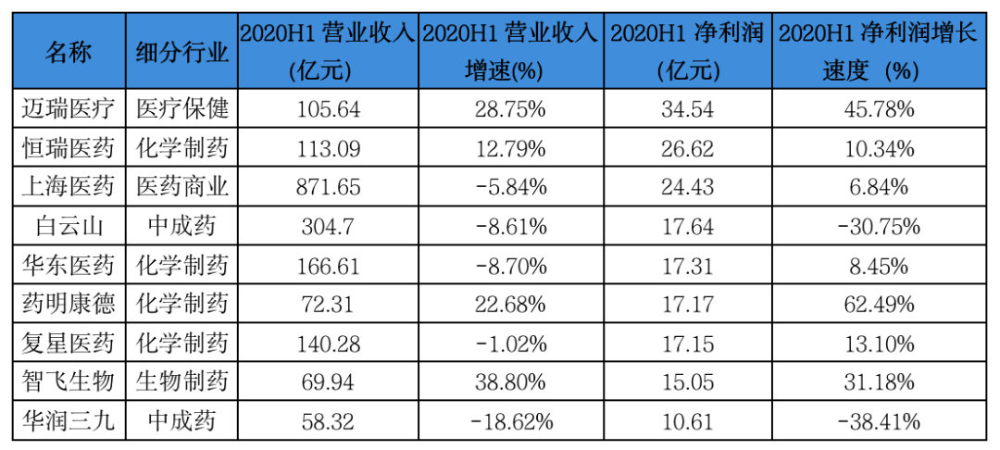 名称 细分行业 2020H1 营业收入(亿元) 2020H1 营业收入增速(%) 2020H1 净利润(亿元) 2020H1 净利润增长速度（%）
迈瑞医疗 医疗保健 105.64 28.75% 34.54 45.78%
恒瑞医药 化学制药 113.09 12.79% 26.62 10.34%
上海医药 医药商业 871.65 -5.84% 24.43 6.84%
白云山 中成药 304.7 -8.61% 17.64 -30.75%
华东医药 化学制药 166.61 -8.70% 17.31 8.45%
药明康德 化学制药 72.31 22.68% 17.17 62.49%
复星医药 化学制药 140.28 -1.02% 17.15 13.10%
智飞生物 生物制药 69.94 38.80% 15.05 31.18%
华润三九 中成药 58.32 -18.62% 10.61 -38.41%